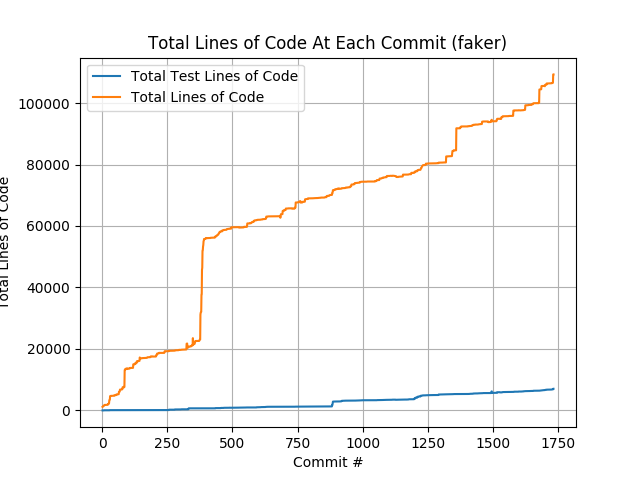 Total Lines of Code At Each Commit (faker)
Total Test Lines of Code
Total Lines of Code
Total Lines of Code
100000
80000
60000
40000
20000
0
0
250
500
750
1000
1250
1500
1750
Commit #